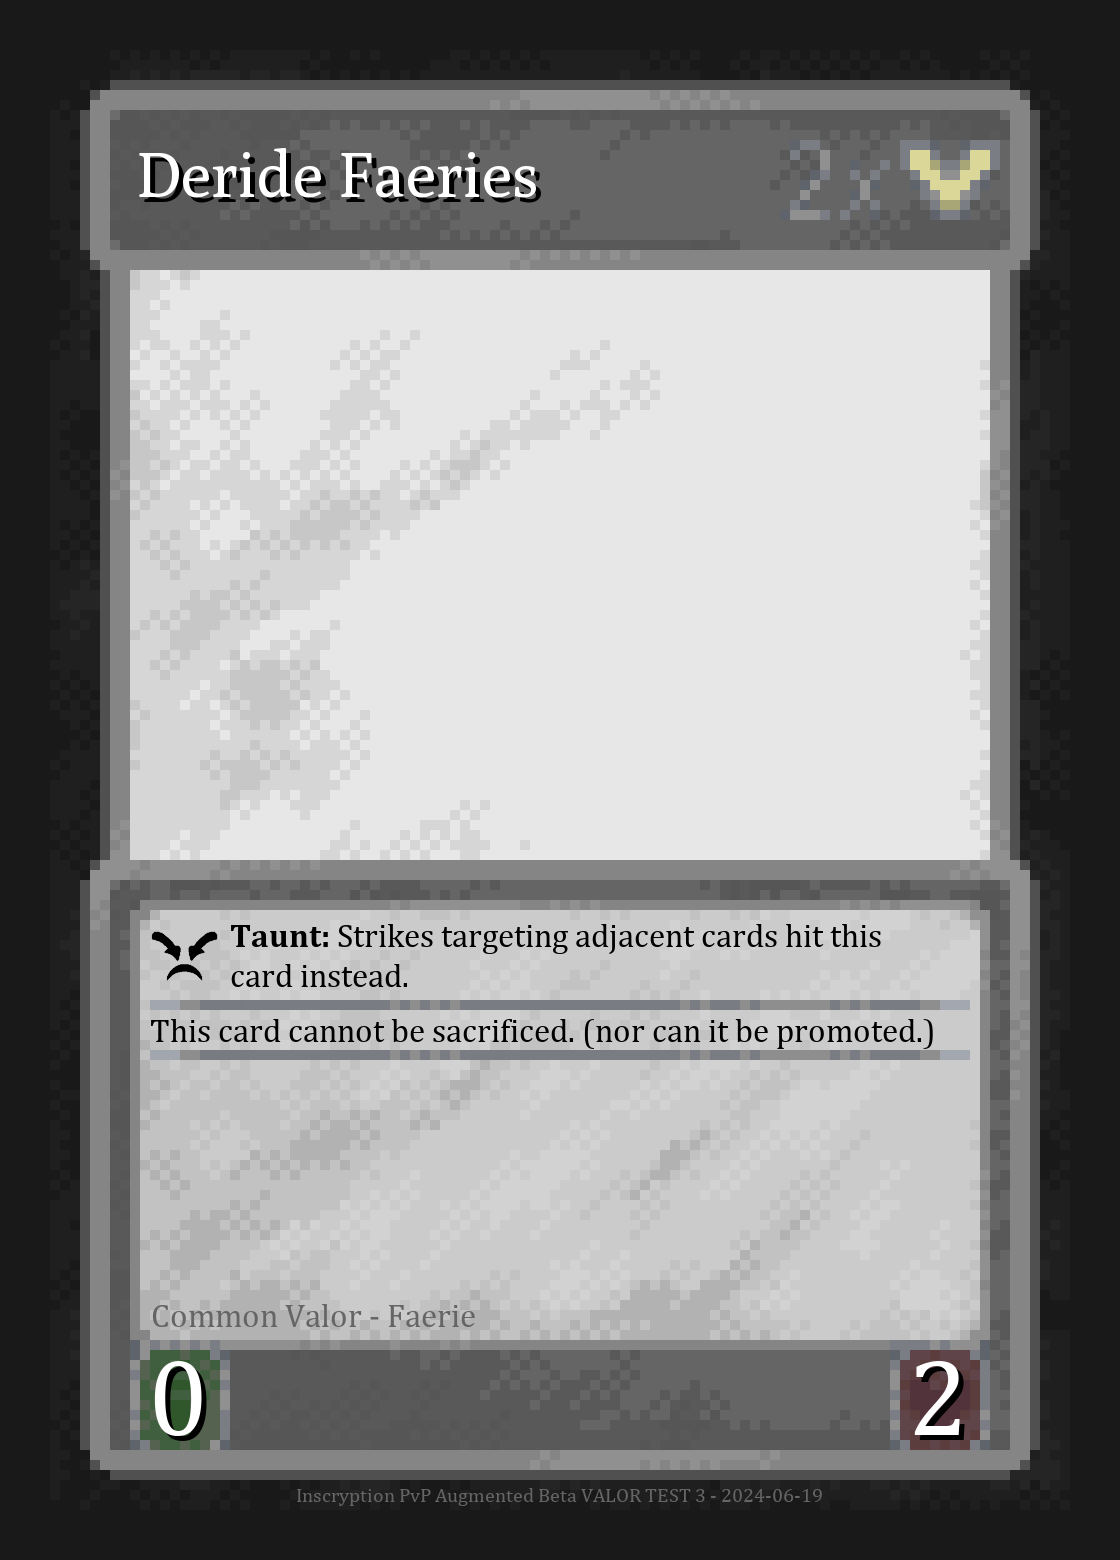 Deride Faeries 2x
Taunt: Strikes targeting adjacent cards hit this
card instead.
This card cannot be sacrificed. (nor can it be promoted.)
Common Valor - Faerie
0 2
Inscryption PvP Augmented Beta VALOR TEST 3 - 2024-06-19